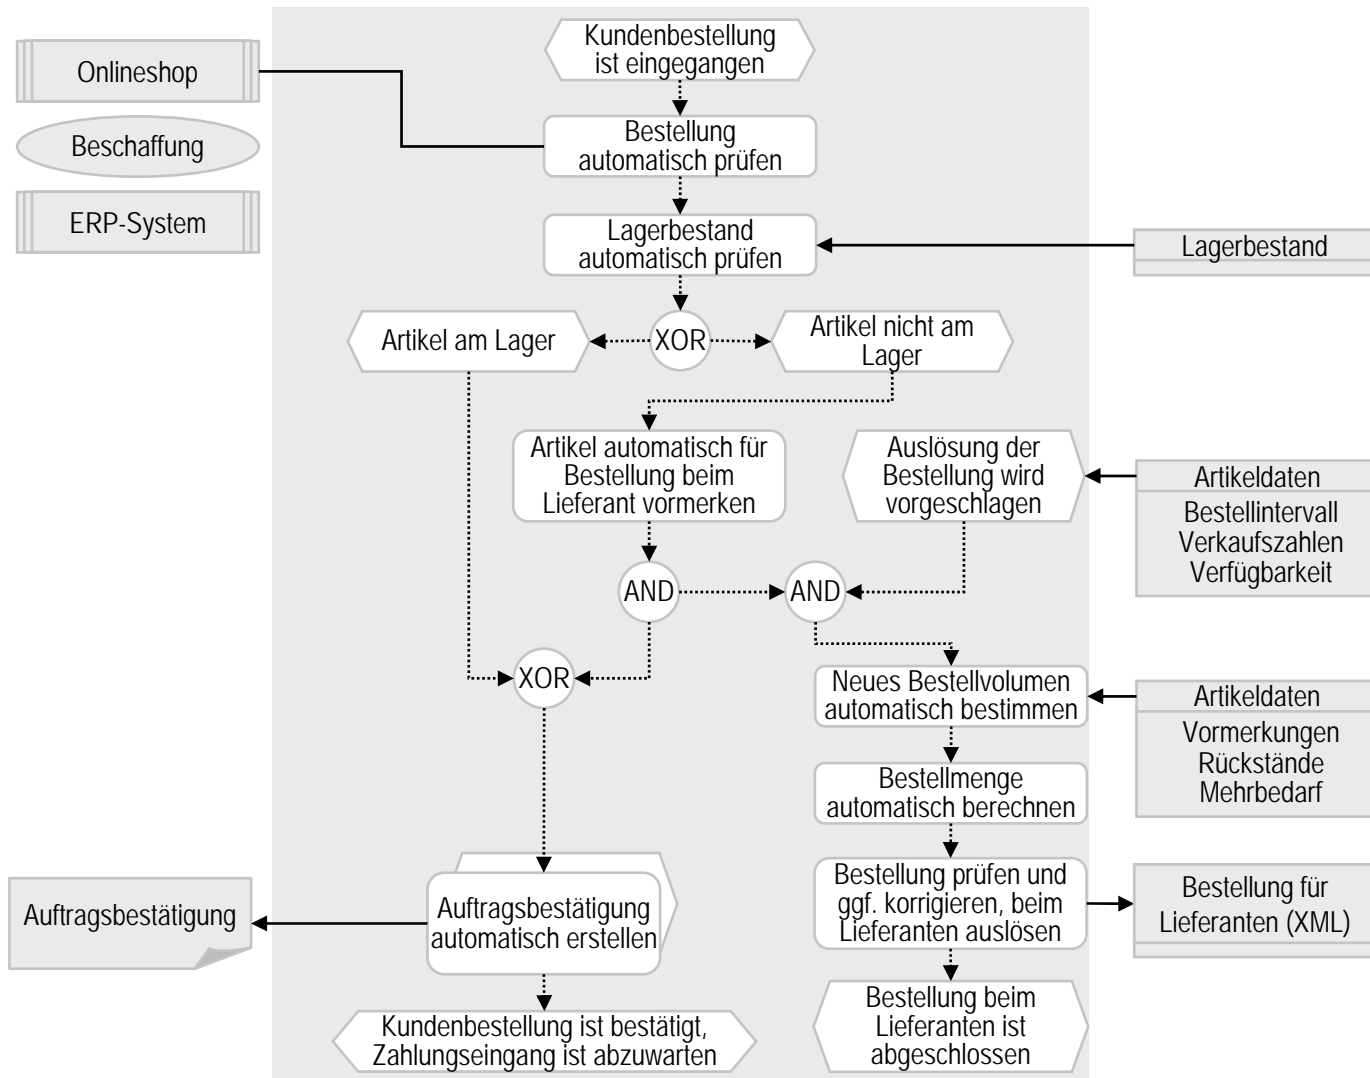 Kundenbestellung
ist eingegangen
Onlineshop
Bestellung
automatisch prüfen
Beschaffung
ERP-System
Lagerbestand
automatisch prüfen
Lagerbestand
Artikel am Lager
XOR
Artikel nicht am
Lager
Artikel automatisch für
Bestellung beim
Lieferant vormerken
Auslösung der
Bestellung wird
vorgeschlagen
Artikeldaten
Bestellintervall
Verkaufszahlen
Verfügbarkeit
AND
AND
XOR
Neues Bestellvolumen
automatisch bestimmen
Artikeldaten
Vormerkungen
Rückstände
Mehrbedarf
Bestellmenge
automatisch berechnen
Bestellung prüfen und
ggf. korrigieren, beim
Lieferanten auslösen
Bestellung für
Lieferanten (XML)
Auftragsbestätigung
Auftragsbestätigung
automatisch erstellen
Kundenbestellung ist bestätigt,
Zahlungseingang ist abzuwarten
Bestellung beim
Lieferanten ist
abgeschlossen